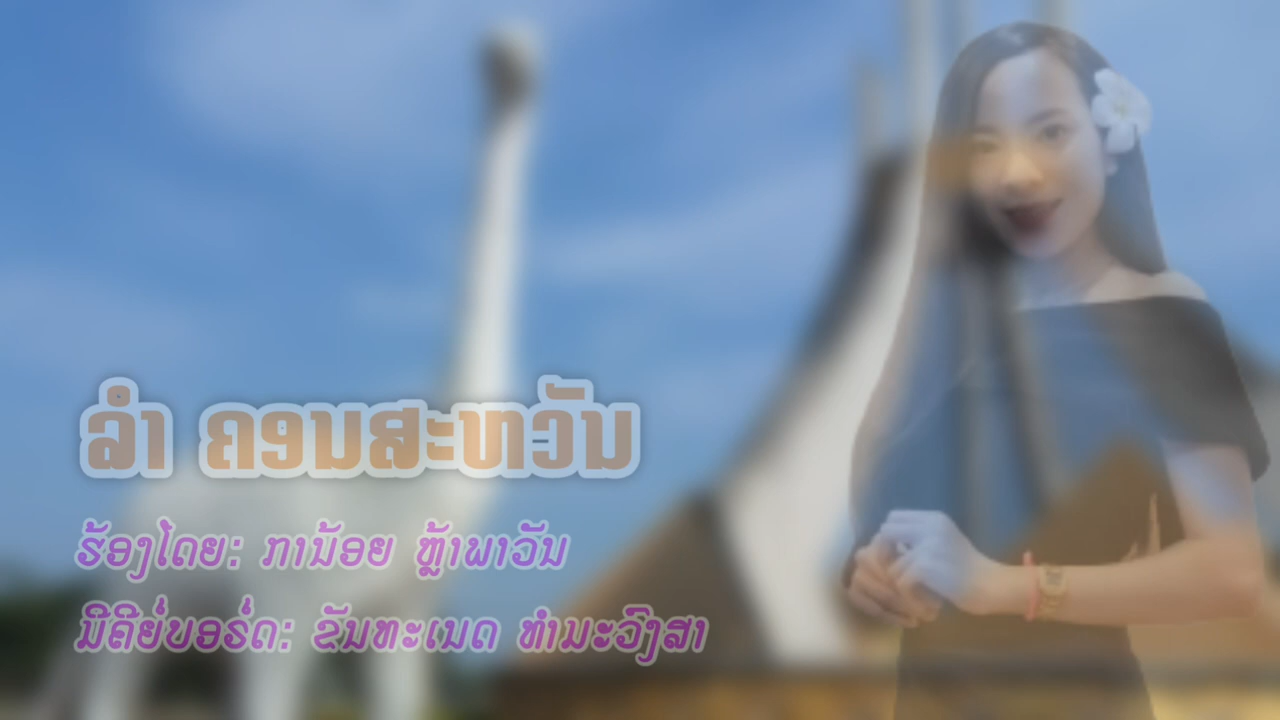 ລຳ ຄອນສະຫວັນ
ຮ້ອງໂດຍ: ການ້ອຍ ຫຼ້າພາວັນ
ມືຄີຍ໌ບອຣ໌ດ: ຂັນທະເນດ ທຳມະວົງສາ